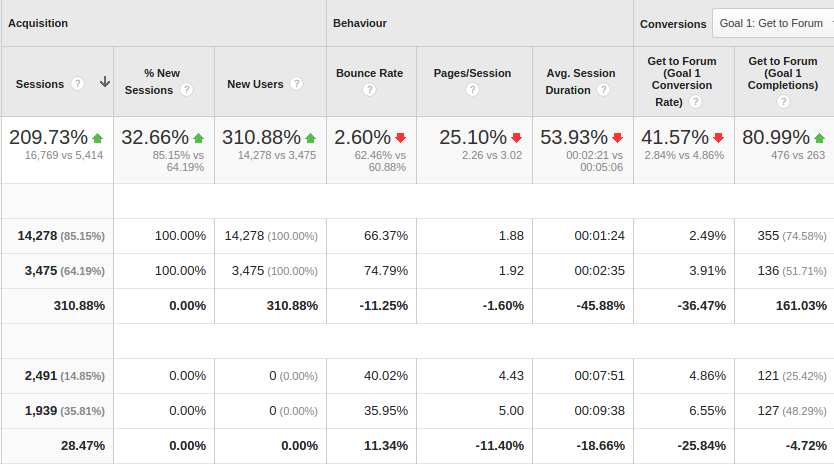 Acquisition Behaviour Conversions Goal 1: Get to Forum
Sessions ? % New Sessions ? New Users ? Bounce Rate ? Pages/Session ? Avg. Session Duration ? Get to Forum (Goal 1 Conversion Rate) ? Get to Forum (Goal 1 Completions) ?
209.73% 32.66% 310.88% 2.60% 25.10% 53.93% 41.57% 80.99%
16,769 vs 5,414 85.15% vs 64.19% 14,278 vs 3,475 62.46% vs 60.88% 2.26 vs 3.02 00:02:21 vs 00:05:06 2.84% vs 4.86% 476 vs 263
14,278 (85.15%) 100.00% 14,278 (100.00%) 66.37% 1.88 00:01:24 2.49% 355 (74.58%)
3,475 (64.19%) 100.00% 3,475 (100.00%) 74.79% 1.92 00:02:35 3.91% 136 (51.71%)
310.88% 0.00% 310.88% -11.25% -1.60% -45.88% -36.47% 161.03%
2,491 (14.85%) 0.00% 0 (0.00%) 40.02% 4.43 00:07:51 4.86% 121 (25.42%)
1,939 (35.81%) 0.00% 0 (0.00%) 35.95% 5.00 00:09:38 6.55% 127 (48.29%)
28.47% 0.00% 0.00% 11.34% -11.40% -18.66% -25.84% -4.72%